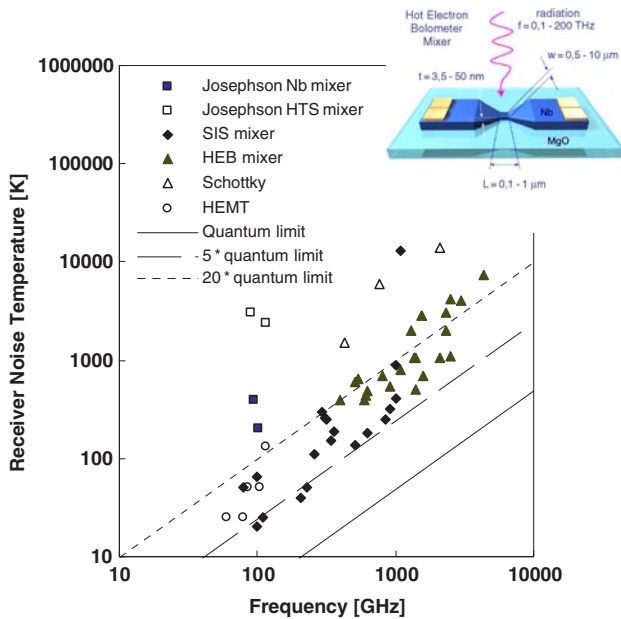 Hot Electron
Bolometer
Mixer
radiation
f=0,1 - 200 THz
w=0,5 - 10 µm
t = 3,5 - 50 nm
Nb
MgO
L=0,1 - 1 µm
Receiver Noise Temperature [K]
1000000
100000
10000
1000
100
10
Josephson Nb mixer
Josephson HTS mixer
SIS mixer
HEB mixer
Schottky
HEMT
Quantum limit
5 * quantum limit
20 * quantum limit
10
100
1000
10000
Frequency [GHz]